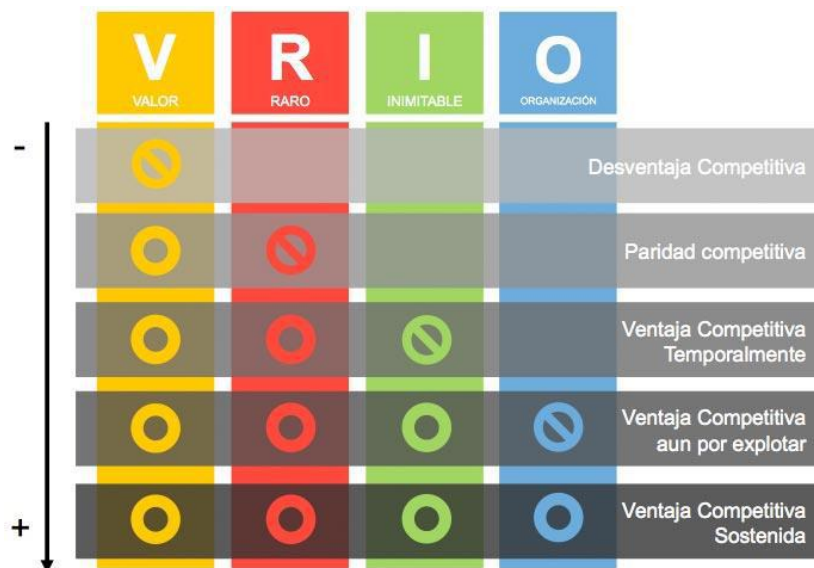 V
VALOR
R
RARO
I
INIMITABLE
O
ORGANIZACIÓN
-
Desventaja Competitiva
Paridad competitiva
Ventaja Competitiva
Temporalmente
Ventaja Competitiva
aun por explotar
+
Ventaja Competitiva
Sostenida